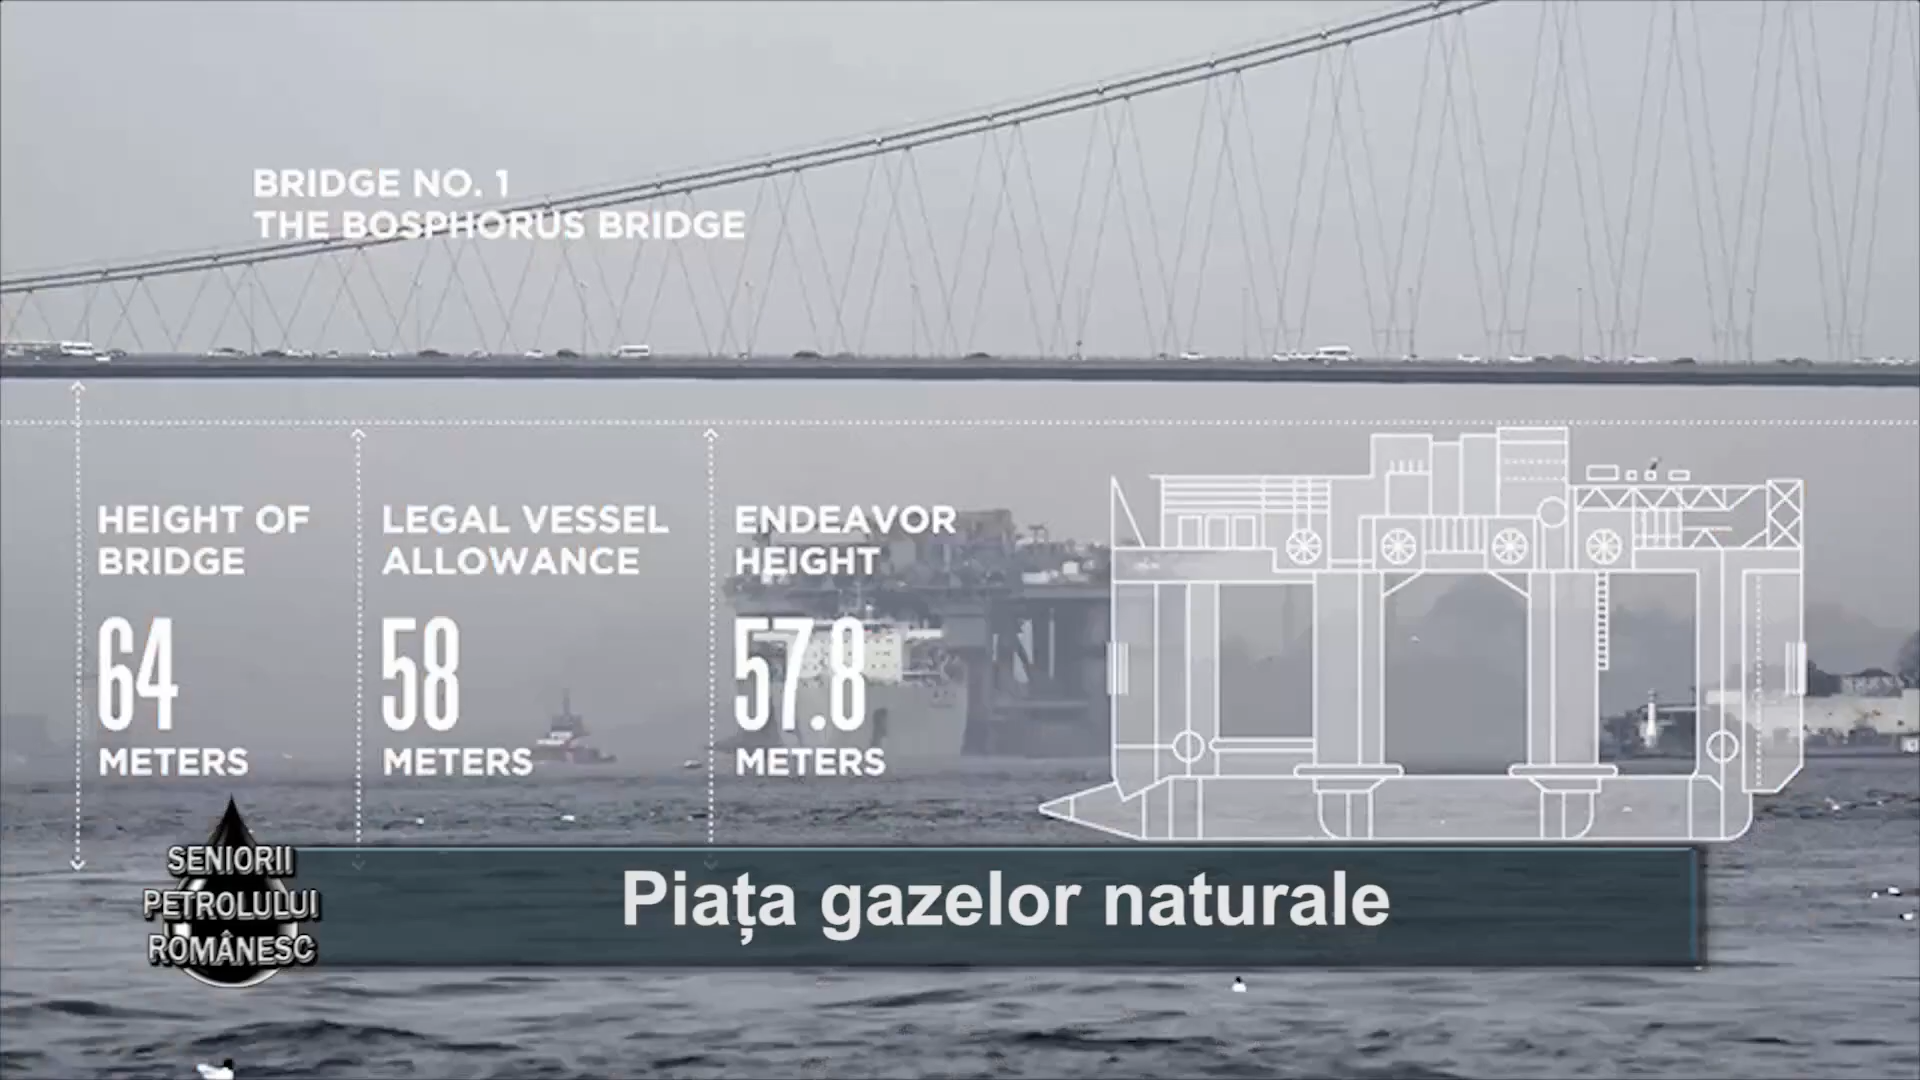 BRIDGE NO. 1
THE BOSPHORUS BRIDGE
HEIGHT OF
BRIDGE
64
METERS
LEGAL VESSEL
ALLOWANCE
58
METERS
ENDEAVOR
HEIGHT
57.8
METERS
SENIORII
PETROLULUI
ROMÂNESC
Piața gazelor naturale